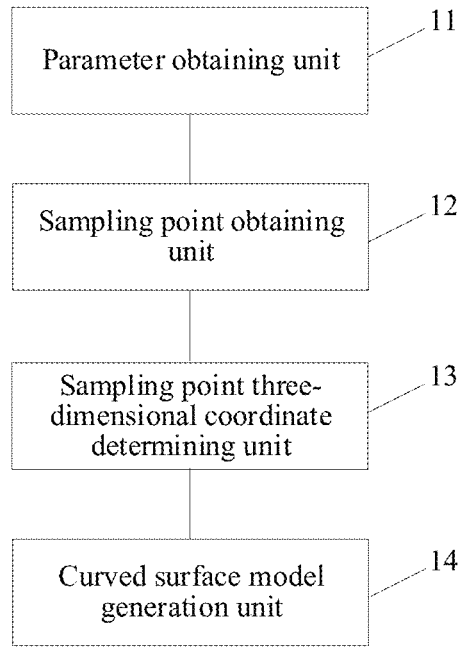 11
Parameter obtaining unit
12
Sampling point obtaining
unit
13
Sampling point three-
dimensional coordinate
determining unit
14
Curved surface model
generation unit